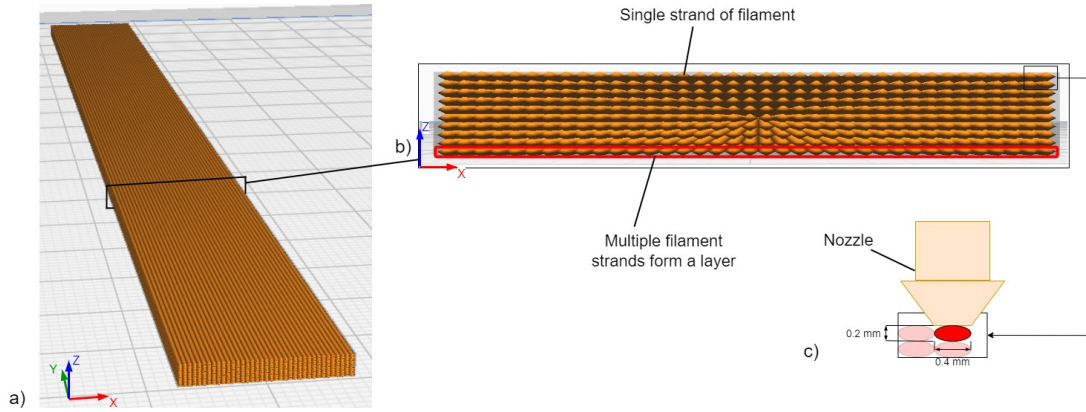 Single strand of filament
Z
b)
X
Multiple filament
strands form a layer
Nozzle
0.2 mm
c)
0.4 mm
Z
Y
X
a)